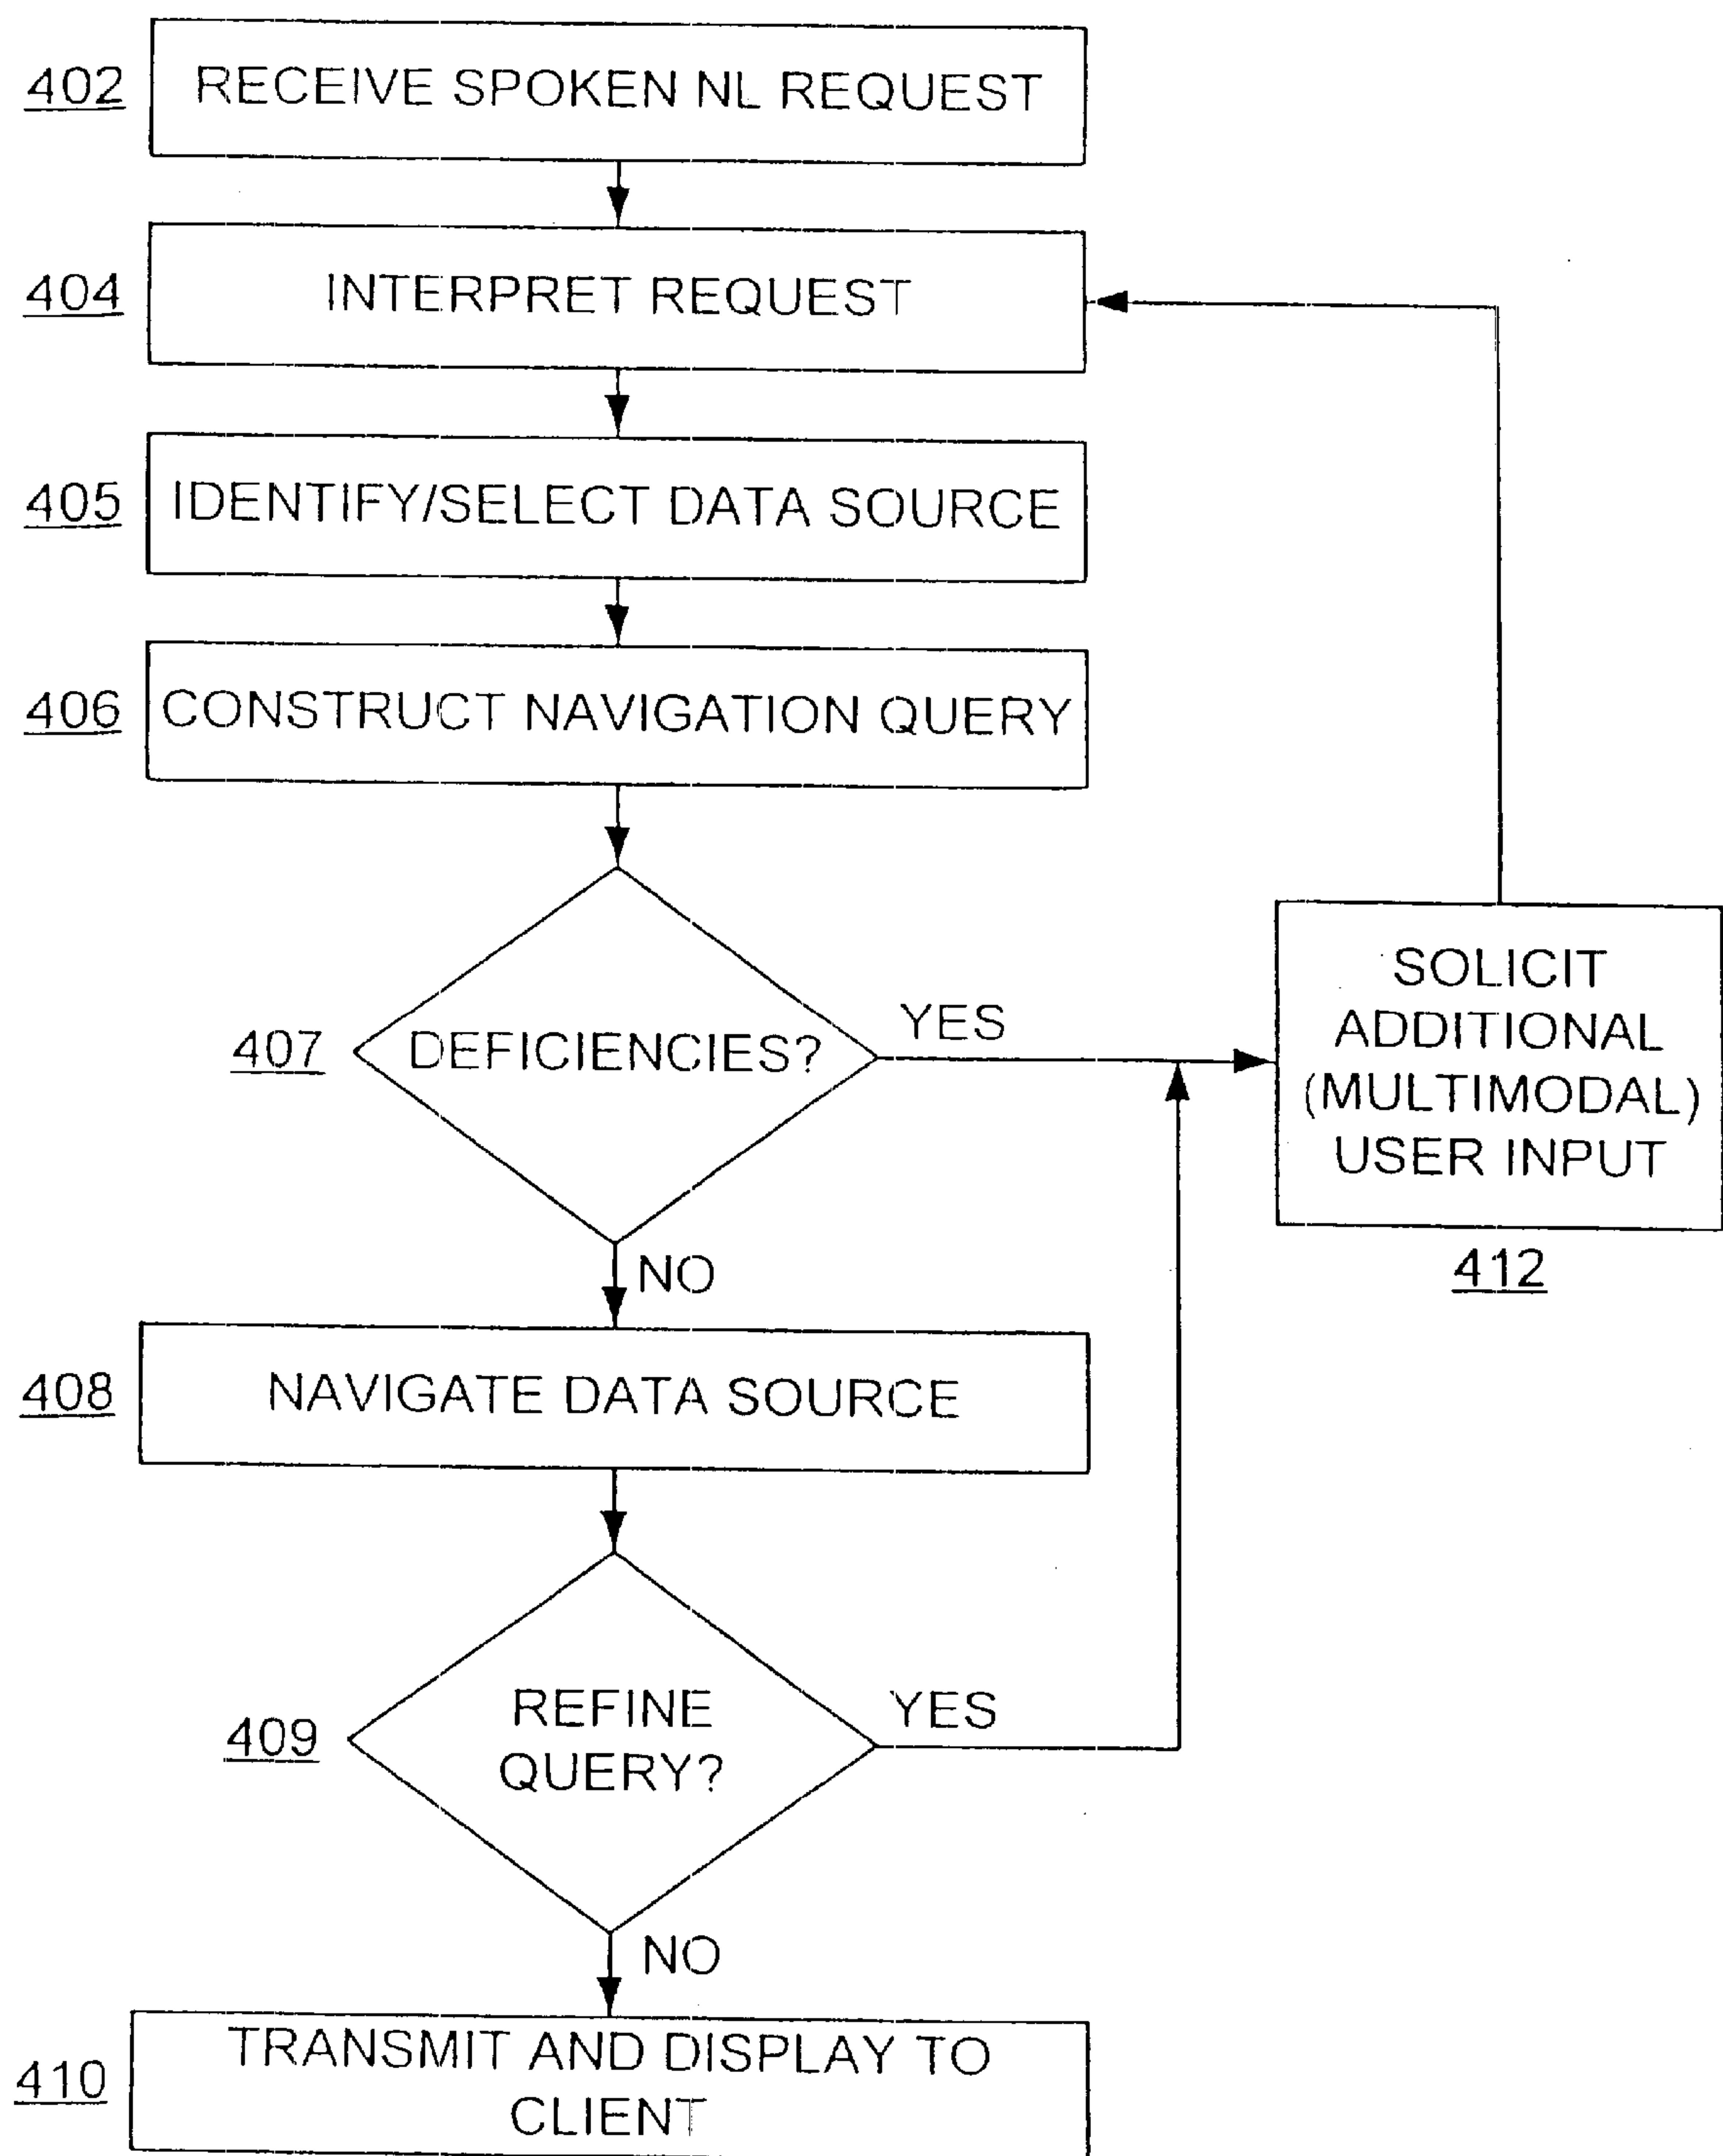 402 RECEIVE SPOKEN NL REQUEST
404 INTERPRET REQUEST
405 IDENTIFY/SELECT DATA SOURCE
406 CONSTRUCT NAVIGATION QUERY
407 DEFICIENCIES?
YES
SOLICIT
ADDITIONAL
(MULTIMODAL)
USER INPUT
412
NO
408 NAVIGATE DATA SOURCE
409 REFINE
QUERY?
YES
NO
410 TRANSMIT AND DISPLAY TO
CLIENT